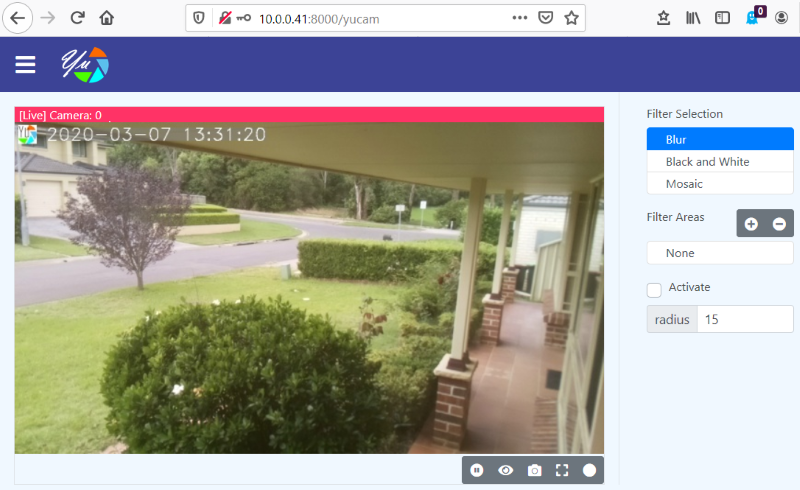 10.0.0.41:8000/yucam
0
Yu
[Live] Camera: 0
Yu 2020-03-07 13:31:20
Filter Selection
Blur
Black and White
Mosaic
Filter Areas
None
Activate
radius 15